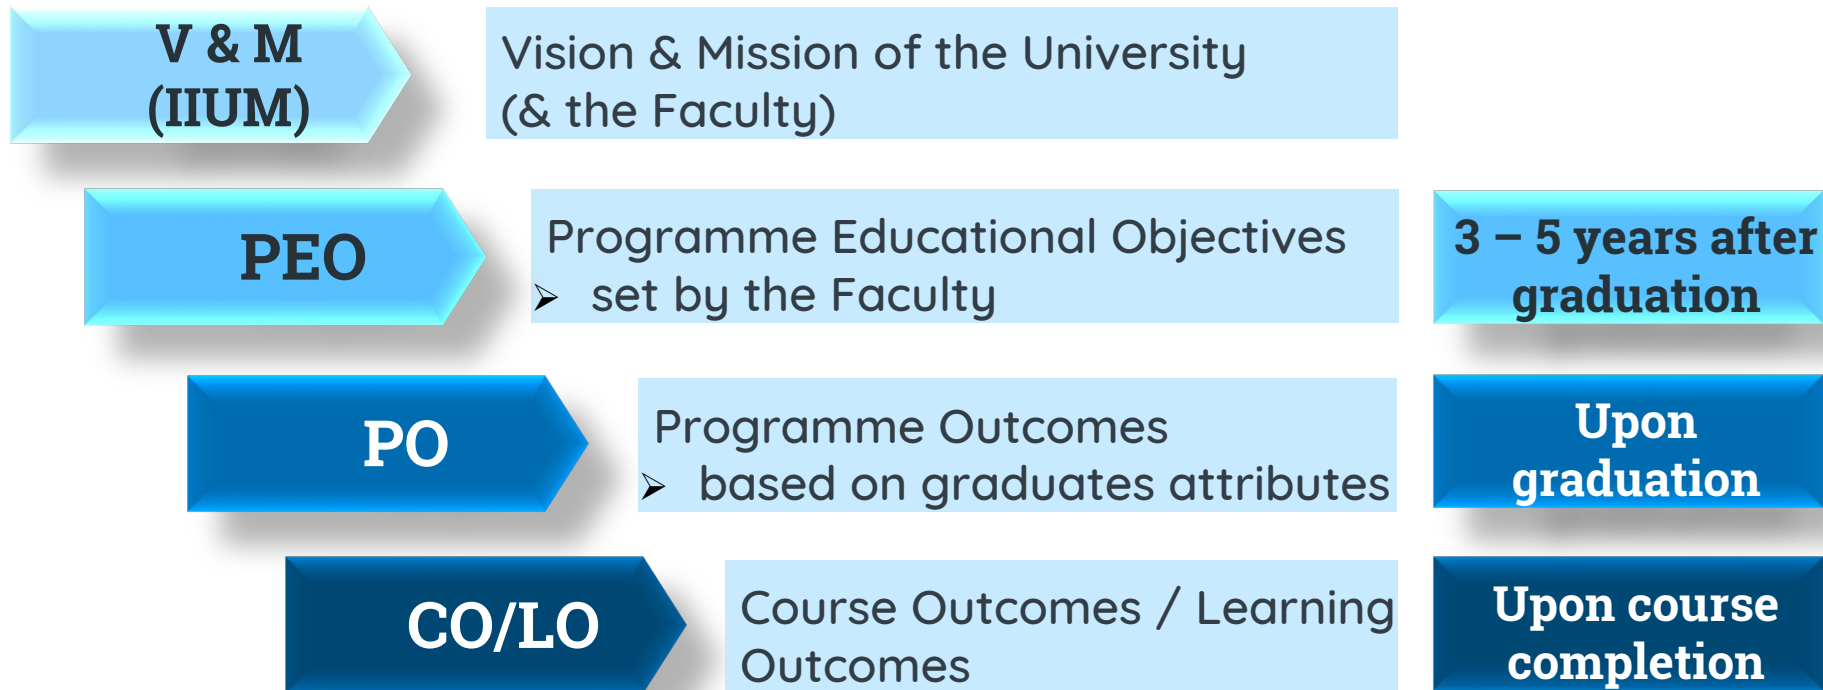 V & M
(IIUM)
Vision & Mission of the University
(& the Faculty)
PEO
Programme Educational Objectives
➢ set by the Faculty
3 – 5 years after
graduation
PO
Programme Outcomes
➢ based on graduates attributes
Upon
graduation
CO/LO
Course Outcomes / Learning
Outcomes
Upon course
completion